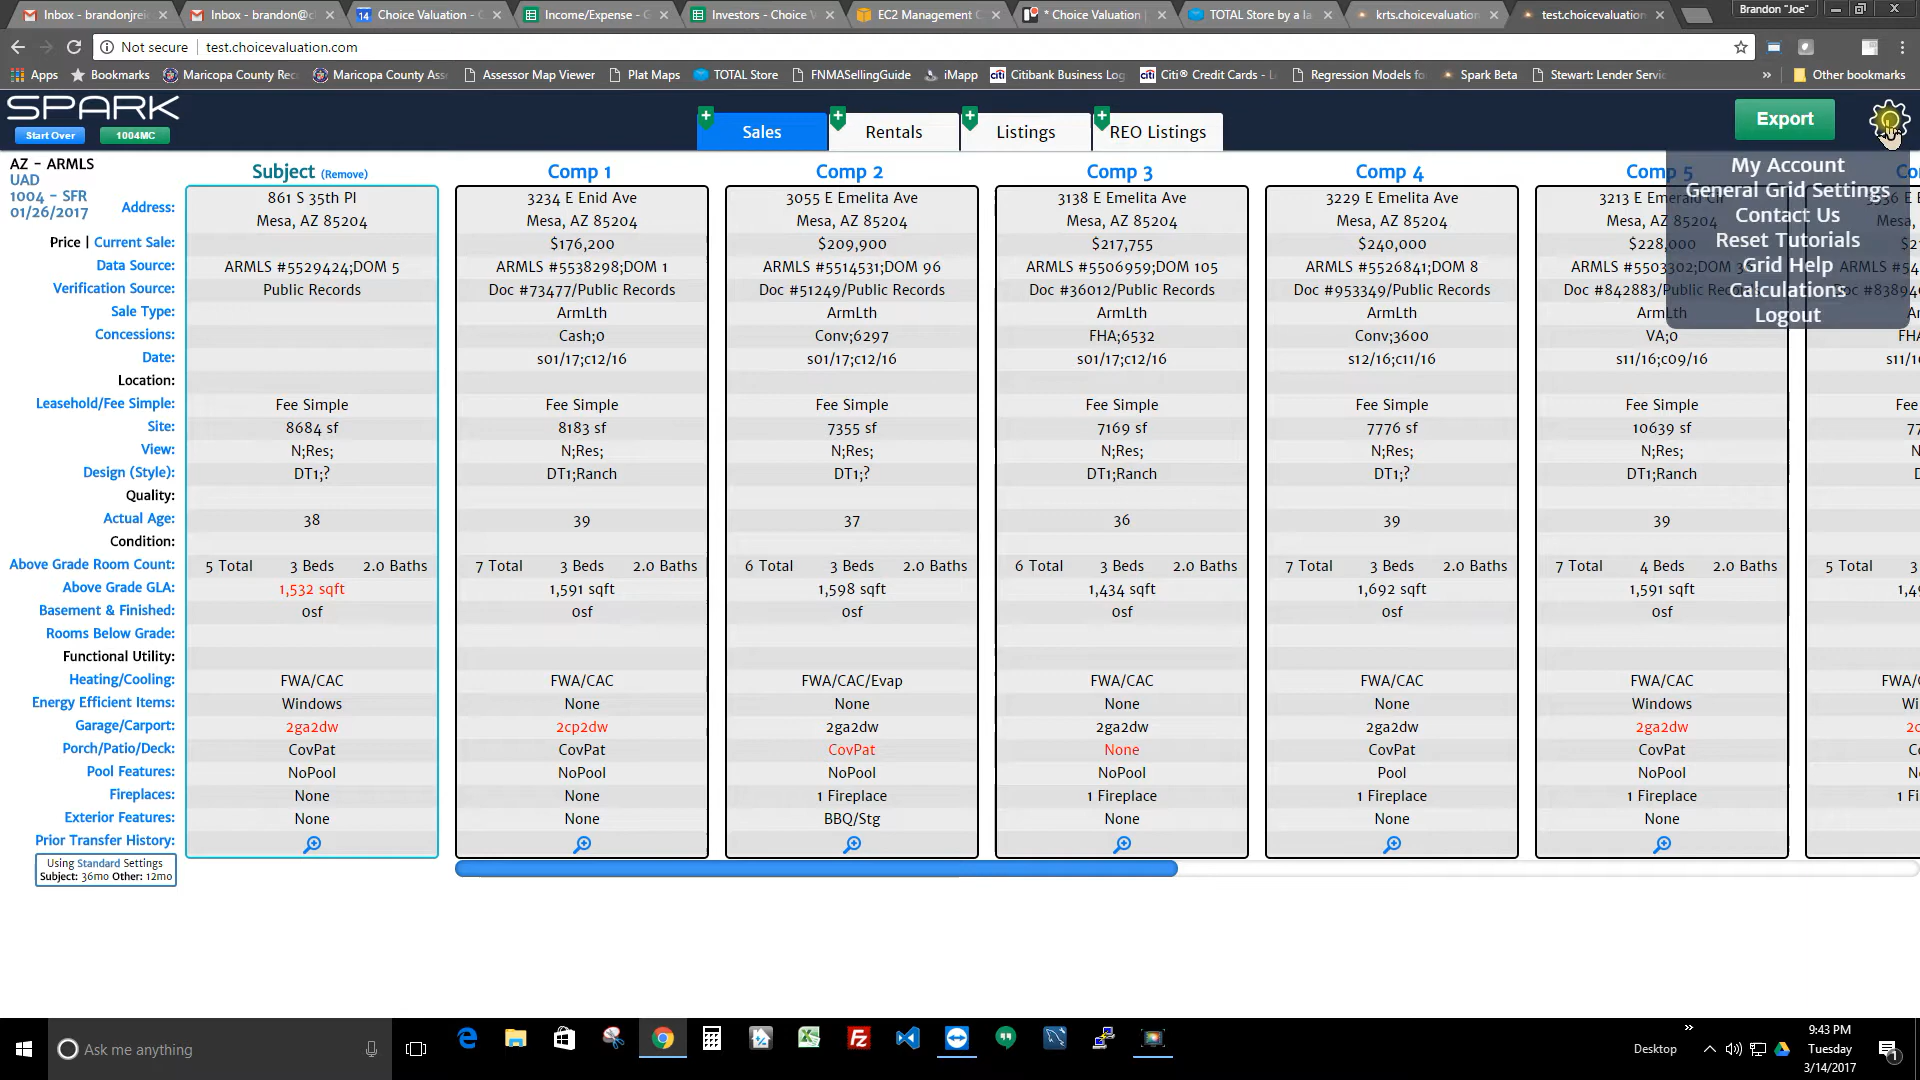 Inbox - brandonjrei
Inbox - brandon@c
14 Choice Valuation - C
Income/Expense - G
Investors - Choice V
EC2 Management C
* Choice Valuation |
TOTAL Store by a la
krts.choicevaluation
test.choicevaluation
Brandon "Joe"
Not secure | test.choicevaluation.com
Apps Bookmarks Maricopa County Rec Maricopa County Ass Assessor Map Viewer Plat Maps TOTAL Store FNMASellingGuide iMapp Citibank Business Log Citi® Credit Cards - L Regression Models fo Spark Beta Stewart: Lender Servic » Other bookmarks
SPARK
Start Over 1004MC
Sales Rentals Listings REO Listings
Export
My Account
General Grid Settings
Contact Us
Reset Tutorials
Grid Help
Calculations
Logout
AZ - ARMLS
UAD
1004 - SFR
01/26/2017
Subject (Remove) Comp 1 Comp 2 Comp 3 Comp 4 Comp 5
Address: 861 S 35th Pl 3234 E Enid Ave 3055 E Emelita Ave 3138 E Emelita Ave 3229 E Emelita Ave 3213 E Emerald Cir
Mesa, AZ 85204 Mesa, AZ 85204 Mesa, AZ 85204 Mesa, AZ 85204 Mesa, AZ 85204 Mesa, AZ 85204
Price | Current Sale: $176,200 $209,900 $217,755 $240,000 $228,000
Data Source: ARMLS #5529424;DOM 5 ARMLS #5538298;DOM 1 ARMLS #5514531;DOM 96 ARMLS #5506959;DOM 105 ARMLS #5526841;DOM 8 ARMLS #5503302;DOM
Verification Source: Public Records Doc #73477/Public Records Doc #51249/Public Records Doc #36012/Public Records Doc #953349/Public Records Doc #842883/Public Records
Sale Type: ArmLth ArmLth ArmLth ArmLth ArmLth
Concessions: Cash;0 Conv;6297 FHA;6532 Conv;3600 VA;0 FHA
Date: s01/17;c12/16 s01/17;c12/16 s01/17;c12/16 s12/16;c11/16 s11/16;c09/16 s11/1
Location:
Leasehold/Fee Simple: Fee Simple Fee Simple Fee Simple Fee Simple Fee Simple Fee Simple Fee
Site: 8684 sf 8183 sf 7355 sf 7169 sf 7776 sf 10639 sf 77
View: N;Res; N;Res; N;Res; N;Res; N;Res; N;Res; N
Design (Style): DT1;? DT1;Ranch DT1;? DT1;Ranch DT1;? DT1;Ranch D
Quality:
Actual Age: 38 39 37 36 39 39
Condition:
Above Grade Room Count: 5 Total 3 Beds 2.0 Baths 7 Total 3 Beds 2.0 Baths 6 Total 3 Beds 2.0 Baths 6 Total 3 Beds 2.0 Baths 7 Total 3 Beds 2.0 Baths 7 Total 4 Beds 2.0 Baths 5 Total 3
Above Grade GLA: 1,532 sqft 1,591 sqft 1,598 sqft 1,434 sqft 1,692 sqft 1,591 sqft 1,49
Basement & Finished: 0sf 0sf 0sf 0sf 0sf 0sf
Rooms Below Grade:
Functional Utility:
Heating/Cooling: FWA/CAC FWA/CAC FWA/CAC/Evap FWA/CAC FWA/CAC FWA/CAC FWA/
Energy Efficient Items: Windows None None None None Windows Wi
Garage/Carport: 2ga2dw 2cp2dw 2ga2dw 2ga2dw 2ga2dw 2ga2dw 2c
Porch/Patio/Deck: CovPat CovPat CovPat None CovPat CovPat Co
Pool Features: NoPool NoPool NoPool NoPool Pool NoPool N
Fireplaces: None None 1 Fireplace 1 Fireplace 1 Fireplace 1 Fireplace 1 Fi
Exterior Features: None None BBQ/Stg None None None
Prior Transfer History:
Using Standard Settings
Subject: 36mo Other: 12mo
Ask me anything
Desktop
9:43 PM
Tuesday
3/14/2017
1